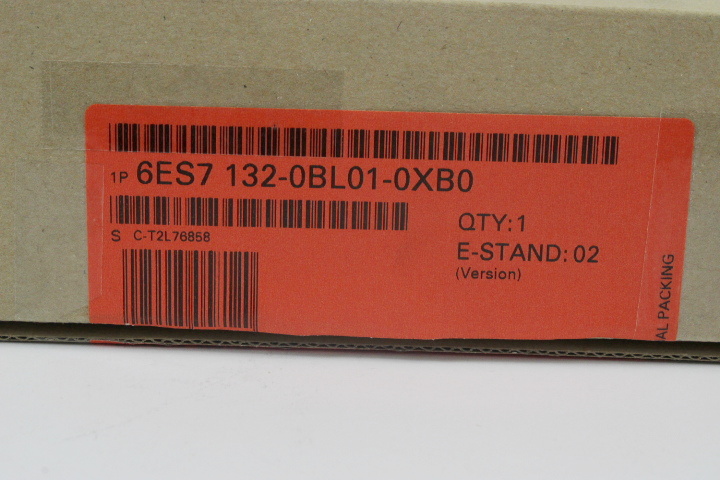 1P 6ES7 132-0BL01-0XB0
S C-T2L76858
QTY:1
E-STAND: 02
(Version)
AL PACKING